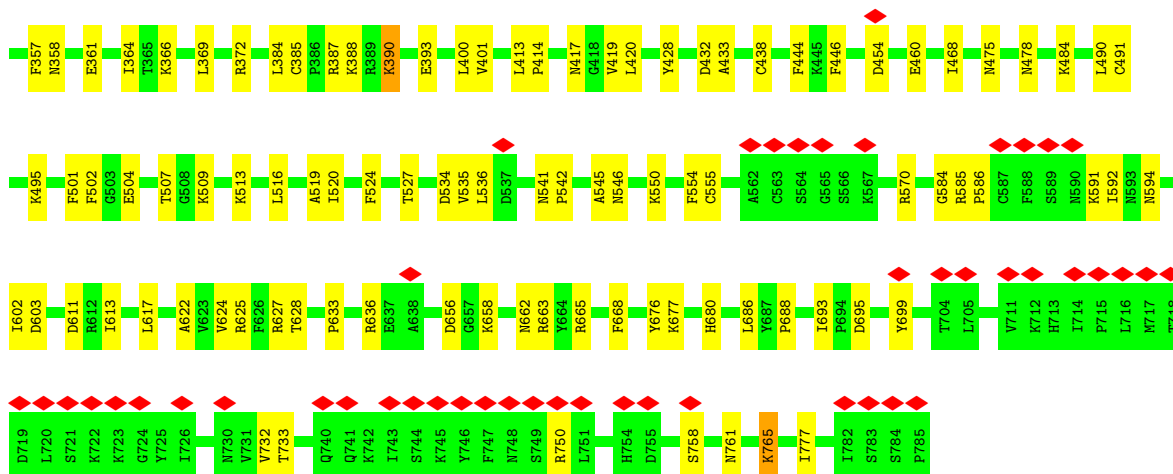 F357 N358 E361 I364 T365 K366 L369 R372 L384 C385 P386 R387 K388 R389 K390 E393 L400 V401 L413 P414 N417 G418 V419 L420 Y428 D432 A433 C438 F444 K445 F446 D454 E460 I468 N475 N478 K484 L490 C491
K495 F501 F502 G503 E504 T507 G508 K509 K513 L516 A519 I520 F524 T527 D534 V535 L536 D537 N541 P542 A545 N546 K550 F554 C555 A562 C563 S564 G565 S566 K567 R570 G584 R585 P586 C587 F588 S589 N590 K591 I592 N593 N594
I602 D603 D611 R612 I613 L617 A622 V623 V624 R625 F626 R627 T628 P633 R636 E637 A638 D656 G657 K658 N662 R663 Y664 R665 F668 Y676 K677 H680 L686 Y687 P688 I693 P694 D695 Y699 T704 L705 V711 K712 H713 I714 P715 L716 M717 T718
D719 L720 S721 K722 K723 G724 Y725 I726 N730 V731 V732 T733 Q740 Q741 K742 I743 S744 K745 Y746 F747 N748 S749 R750 L751 H754 D755 S758 N761 K765 I777 I782 S783 S784 P785